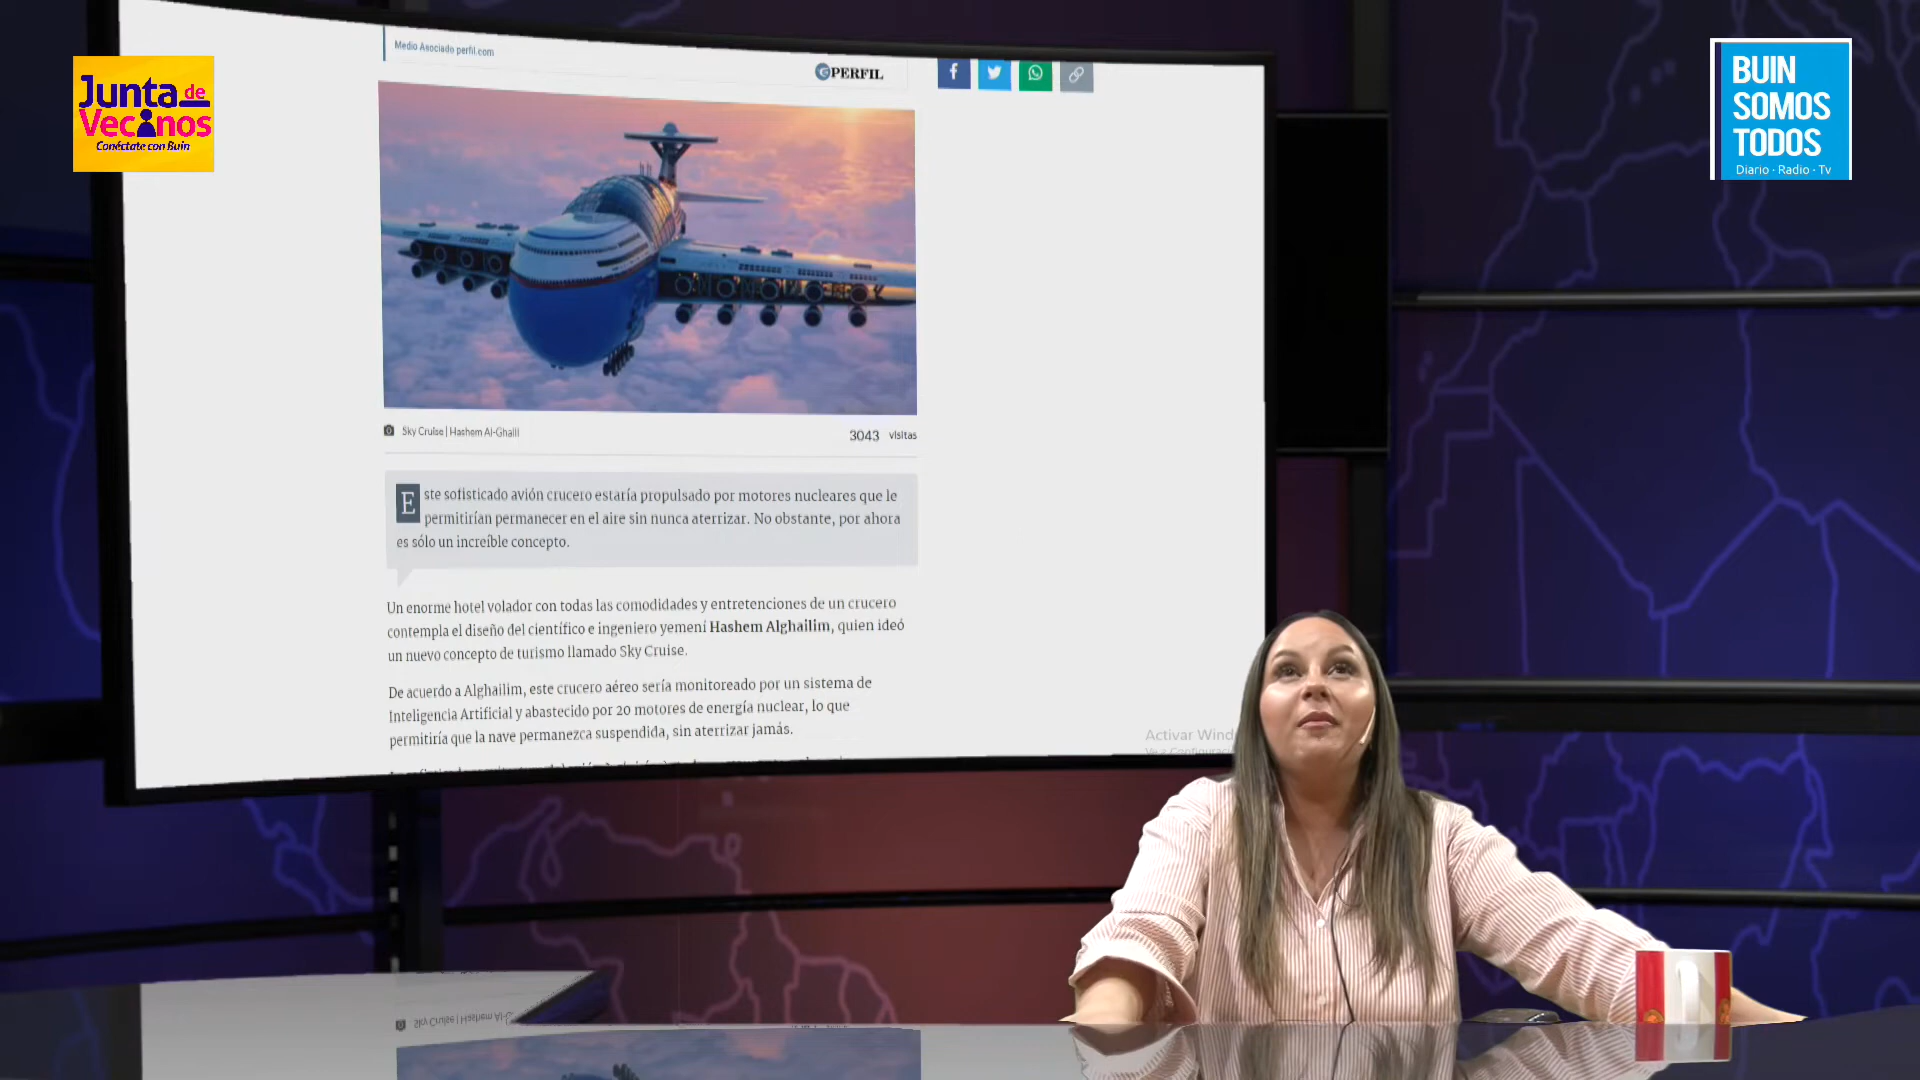 Junta de
Vecinos
Conéctate con Buin
Medio Asociado perfil.com
PERFIL
BUIN
SOMOS
TODOS
Diario · Radio · Tv
Sky Cruise | Hashem Al-Ghaili
3043 visitas
Este sofisticado avión crucero estaría propulsado por motores nucleares que le
permitirían permanecer en el aire sin nunca aterrizar. No obstante, por ahora
es sólo un increíble concepto.
Un enorme hotel volador con todas las comodidades y entretenciones de un crucero
contempla el diseño del científico e ingeniero yemení Hashem Alghailim, quien ideó
un nuevo concepto de turismo llamado Sky Cruise.
De acuerdo a Alghailim, este crucero aéreo sería monitoreado por un sistema de
Inteligencia Artificial y abastecido por 20 motores de energía nuclear, lo que
permitiría que la nave permanezca suspendida, sin aterrizar jamás.
Activar Wind